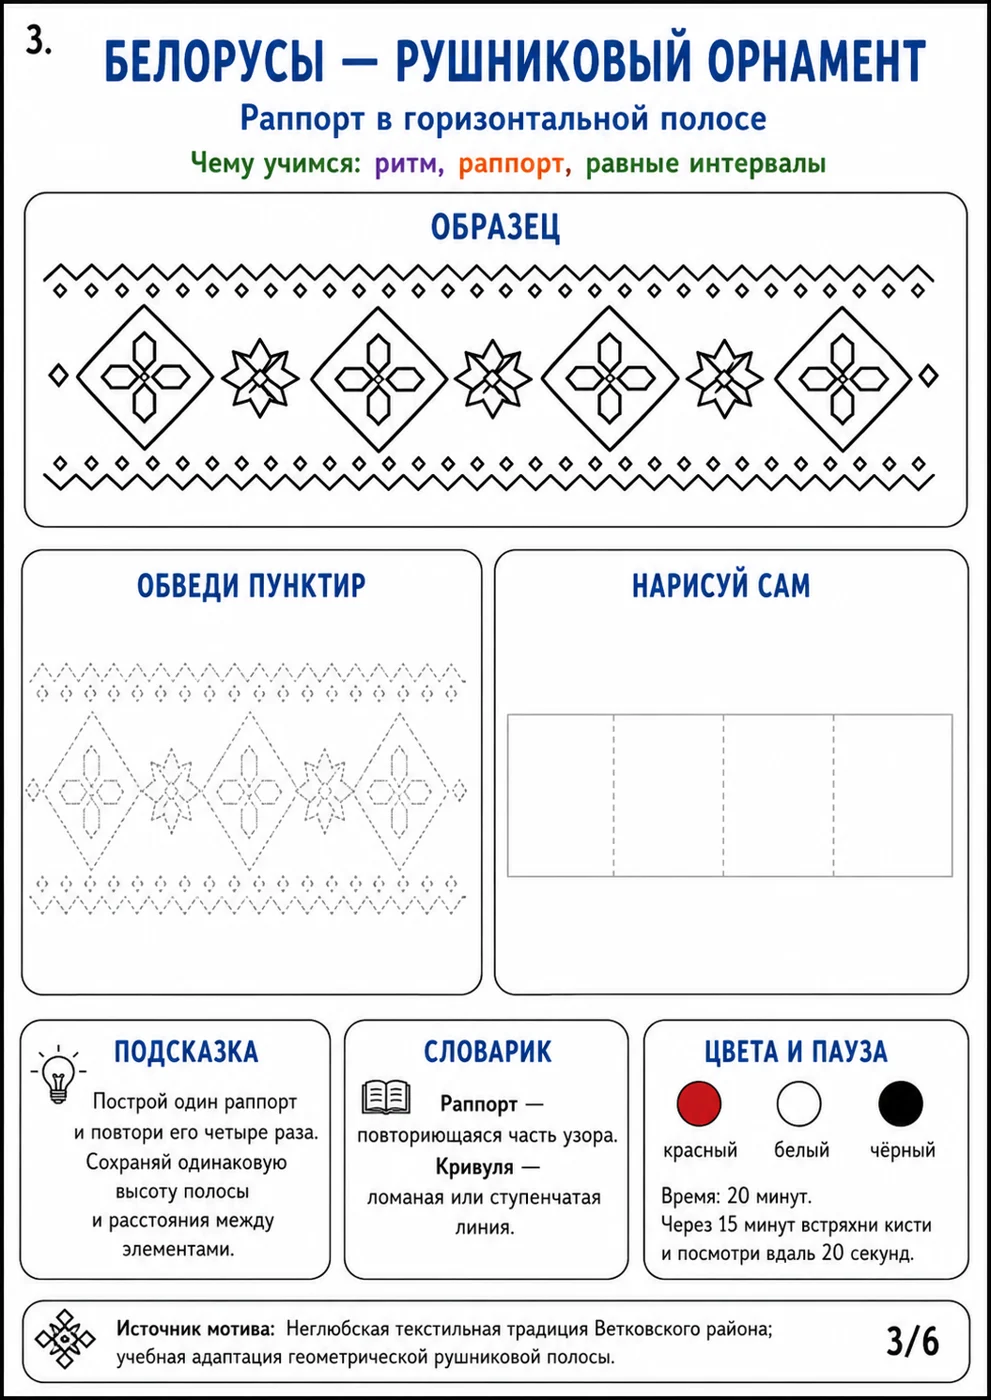 3.
БЕЛОРУСЫ — РУШНИКОВЫЙ ОРНАМЕНТ
Раппорт в горизонтальной полосе
Чему учимся: ритм, раппорт, равные интервалы
ОБРАЗЕЦ
ОБВЕДИ ПУНКТИР
НАРИСУЙ САМ
ПОДСКАЗКА
Построй один раппорт
и повтори его четыре раза.
Сохраняй одинаковую
высоту полосы
и расстояния между
элементами.
СЛОВАРИК
Раппорт —
повториющаяся часть узора.
Кривуля —
ломаная или ступенчатая
линия.
ЦВЕТА И ПАУЗА
красный белый чёрный
Время: 20 минут.
Через 15 минут встряхни кисти
и посмотри вдаль 20 секунд.
Источник мотива: Неглюбская текстильная традиция Ветковского района;
учебная адаптация геометрической рушниковой полосы.
3/6